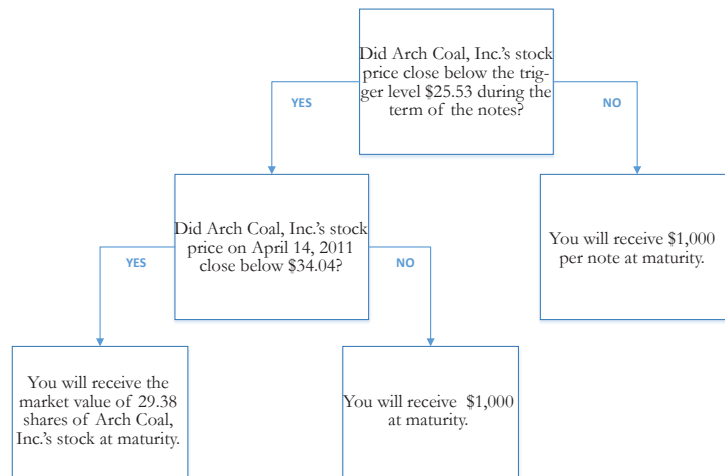 Did Arch Coal, Inc.'s stock
price close below the trig-
ger level $25.53 during the
term of the notes?
YES
NO
Did Arch Coal, Inc.'s stock
price on April 14, 2011
close below $34.04?
You will receive $1,000
per note at maturity.
YES
NO
You will receive the
market value of 29.38
shares of Arch Coal,
Inc.'s stock at maturity.
You will receive $1,000
at maturity.